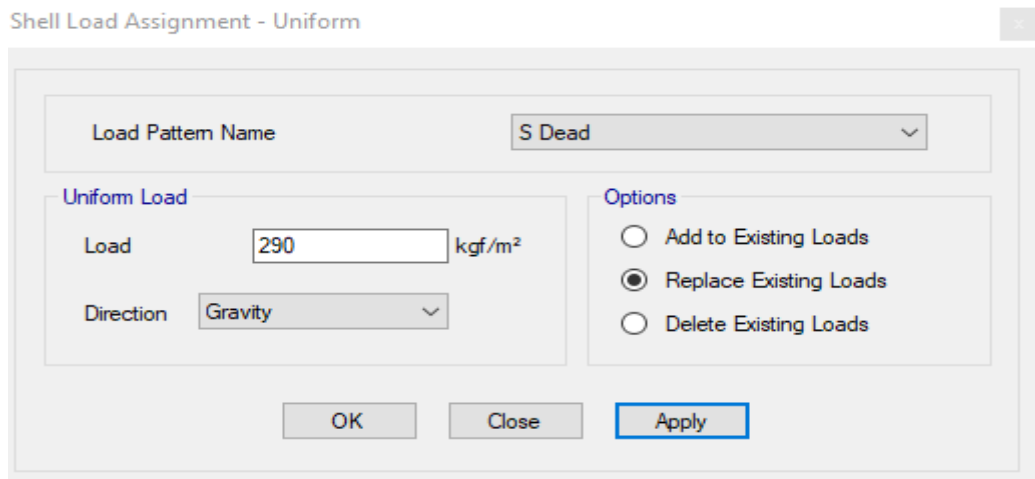 Shell Load Assignment - Uniform
x
Load Pattern Name
S Dead
Uniform Load
Load
290
kgf/m²
Direction
Gravity
Options
Add to Existing Loads
Replace Existing Loads
Delete Existing Loads
OK
Close
Apply